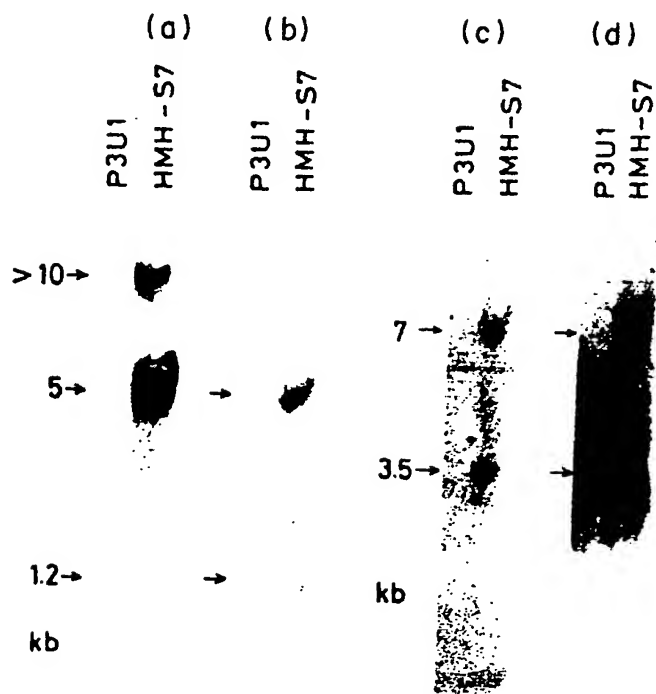 (a) (b) (c) (d)
P3U1 HMH-S7 P3U1 HMH-S7 P3U1 HMH-S7 P3U1 HMH-S7
>10→
7 → →
5→ →
3.5→ →
1.2→ →
kb
kb